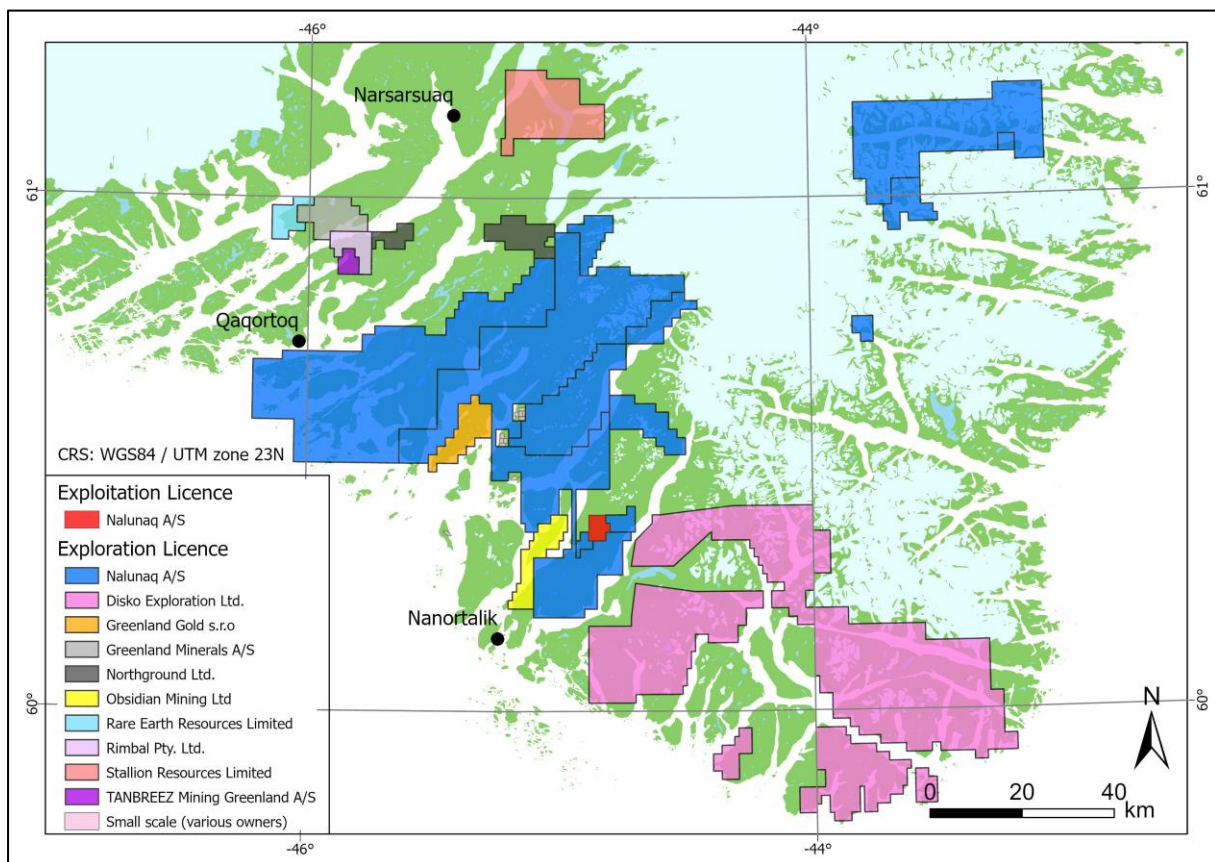 -46°
-44°
Narsarsuaq
61°
61°
Qaqortoq
CRS: WGS84 / UTM zone 23N
Exploitation Licence
Nalunaq A/S
Exploration Licence
Nalunaq A/S
Disko Exploration Ltd.
Greenland Gold s.r.o
Greenland Minerals A/S
Northground Ltd.
Obsidian Mining Ltd
Rare Earth Resources Limited
Rimbal Pty. Ltd.
Stallion Resources Limited
TANBREEZ Mining Greenland A/S
Small scale (various owners)
Nanortalik
60°
60°
N
0 20 40
km
-46°
-44°